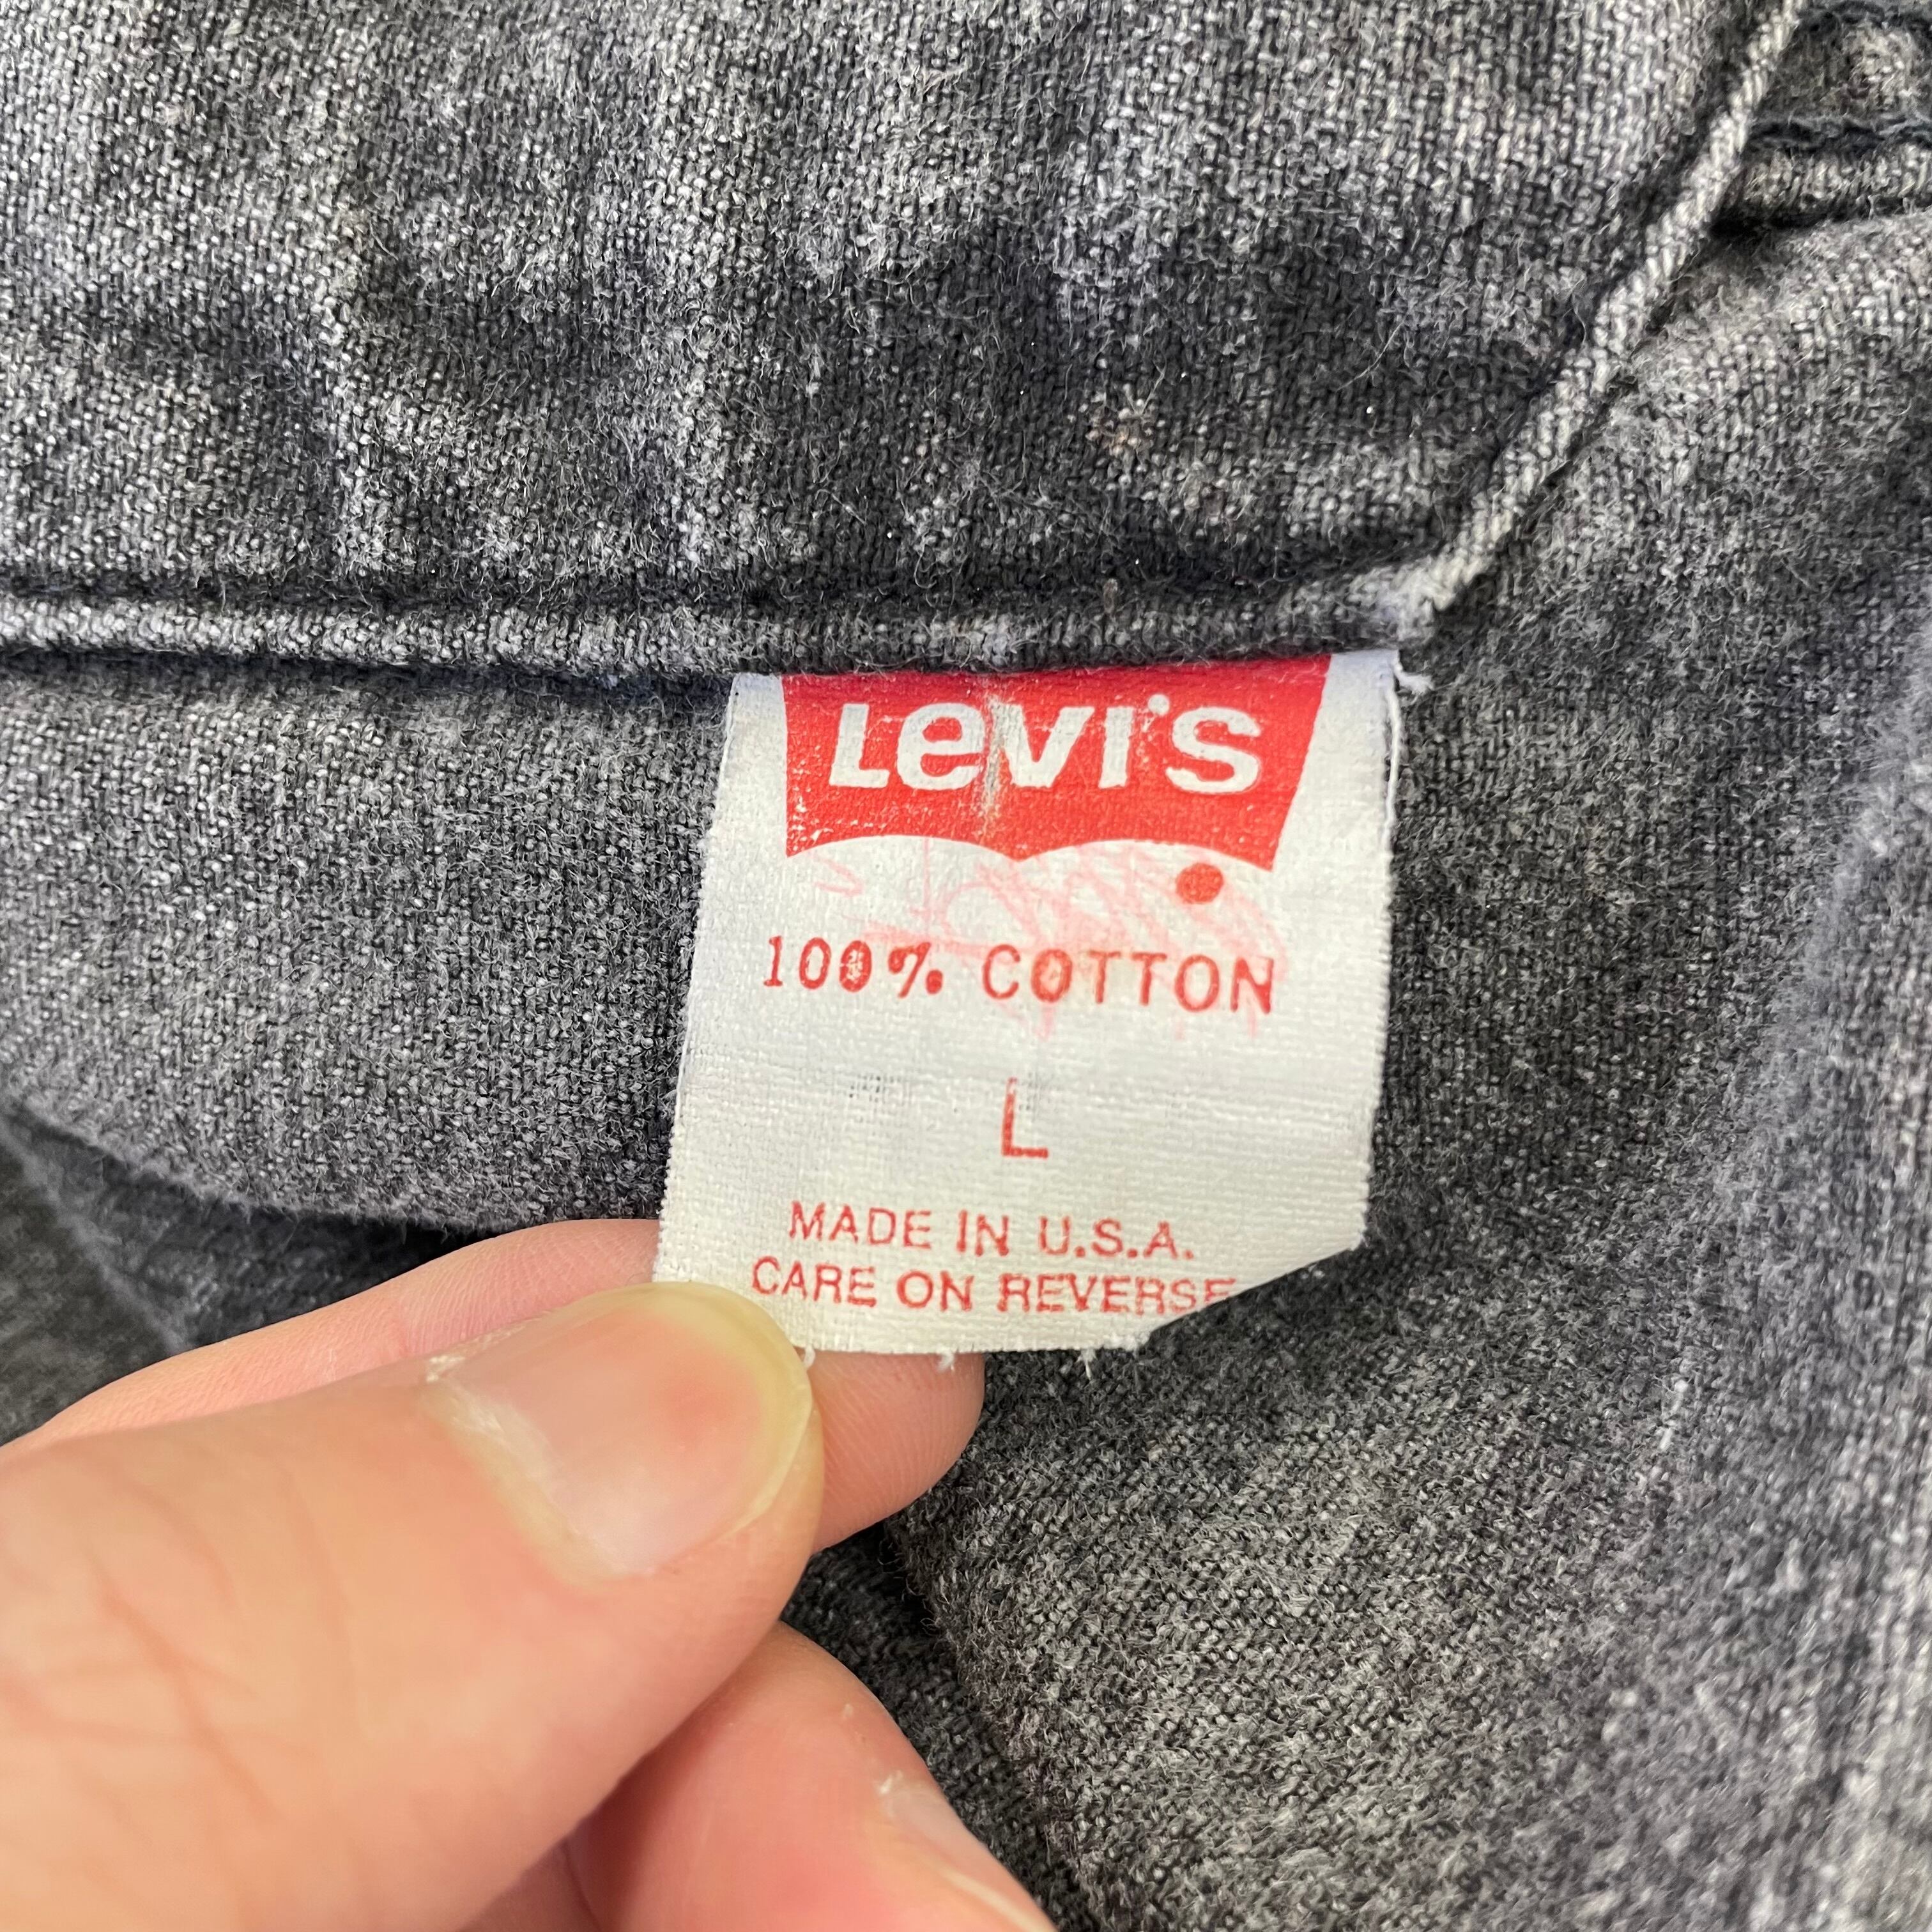 Levi's
100% COTTON
L
MADE IN U.S.A.
CARE ON REVERSE